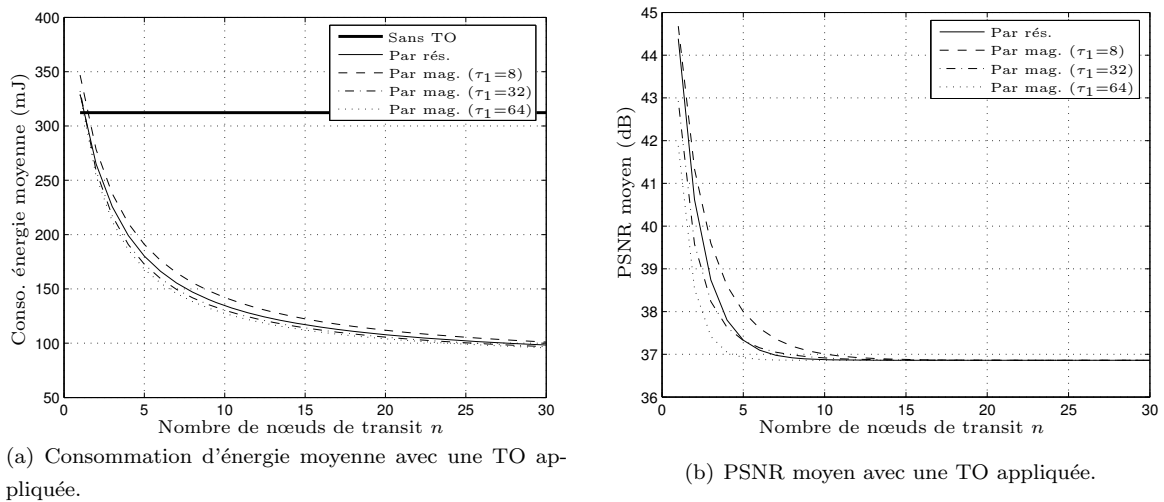 400
350
300
250
200
150
100
50
0
5
10
15
20
25
30
Conso. énergie moyenne (mJ)
Nombre de nœuds de transit n
Sans TO
Par rés.
Par mag. (τ1=8)
Par mag. (τ1=32)
Par mag. (τ1=64)
(a) Consommation d'énergie moyenne avec une TO ap-
pliquée.
45
44
43
42
41
40
39
38
37
36
0
5
10
15
20
25
30
PSNR moyen (dB)
Nombre de nœuds de transit n
Par rés.
Par mag. (τ1=8)
Par mag. (τ1=32)
Par mag. (τ1=64)
(b) PSNR moyen avec une TO appliquée.